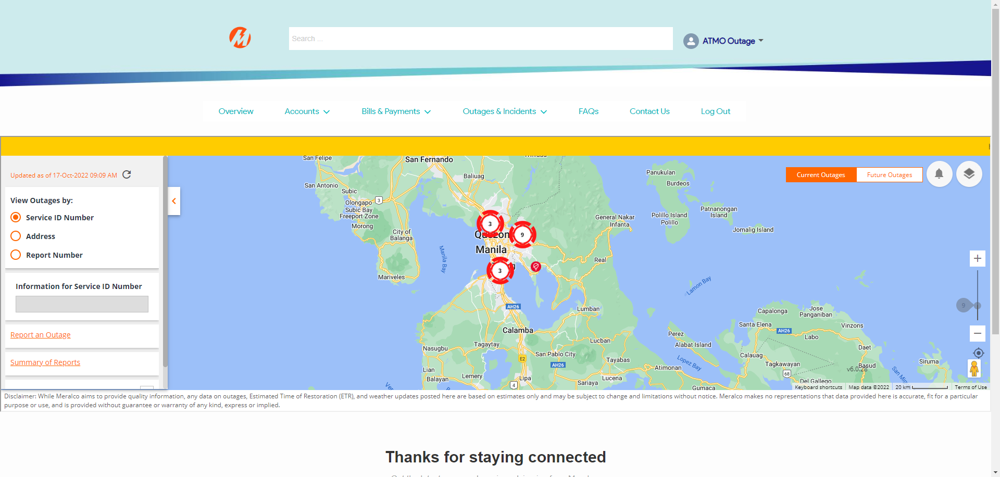 Search ...
ATMO Outage
Overview
Accounts
Bills & Payments
Outages & Incidents
FAQs
Contact Us
Log Out
Updated as of 17-Oct-2022 09:09 AM
View Outages by:
Service ID Number
Address
Report Number
Information for Service ID Number
Report an Outage
Summary of Reports
Current Outages
Future Outages
San Felipe
San Fernando
Baliuag
San Antonio
Subic
Olongapo
3
Subic Bay
Freeport Zone
Morong
City of
Balanga
Mariveles
Manila Bay
3
9
Manila
3
General Nakar
Infanta
Real
Panukulan
Burdeos
Polillo Island
Polillo
Patnanongan
Island
Jomalig Island
Lamon Bay
AH26
Lumban
Calamba
Lucban
Nasugbu
Tagaytay
San Pablo City
E2
AH26
Tayabas
Lian
Balayan
Lemery
Lipa
4
Lucena
Sariaya
Atimonan
Gumaca
Perez
Alabat Island
Lopez Bay
Capalonga
Jose
Panganiban
Santa Elena
AH26
Vinzons
Labo
Daet
Calauag
Tagkawayan
68
Basud
Del Gallego
Siruma
v6.0.28
9
Keyboard shortcuts
Map data ©2022
20 km
Terms of Use
Disclaimer: While Meralco aims to provide quality information, any data on outages, Estimated Time of Restoration (ETR), and weather updates posted here are based on estimates only and may be subject to change and limitations without notice. Meralco makes no representations that data provided here is accurate, fit for a particular
purpose or use, and is provided without guarantee or warranty of any kind, express or implied.
Thanks for staying connected